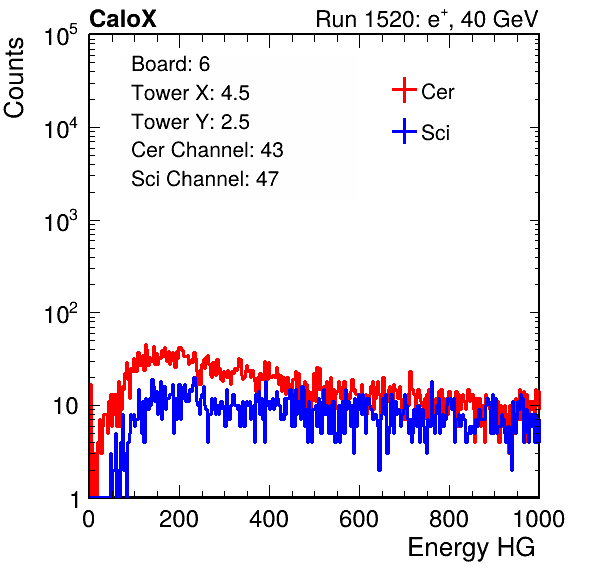 CaloX Run 1520: e⁺, 40 GeV
Counts
10⁵
10⁴
10³
10²
10
1
Board: 6
Tower X: 4.5
Tower Y: 2.5
Cer Channel: 43
Sci Channel: 47
Cer
Sci
0 200 400 600 800 1000
Energy HG